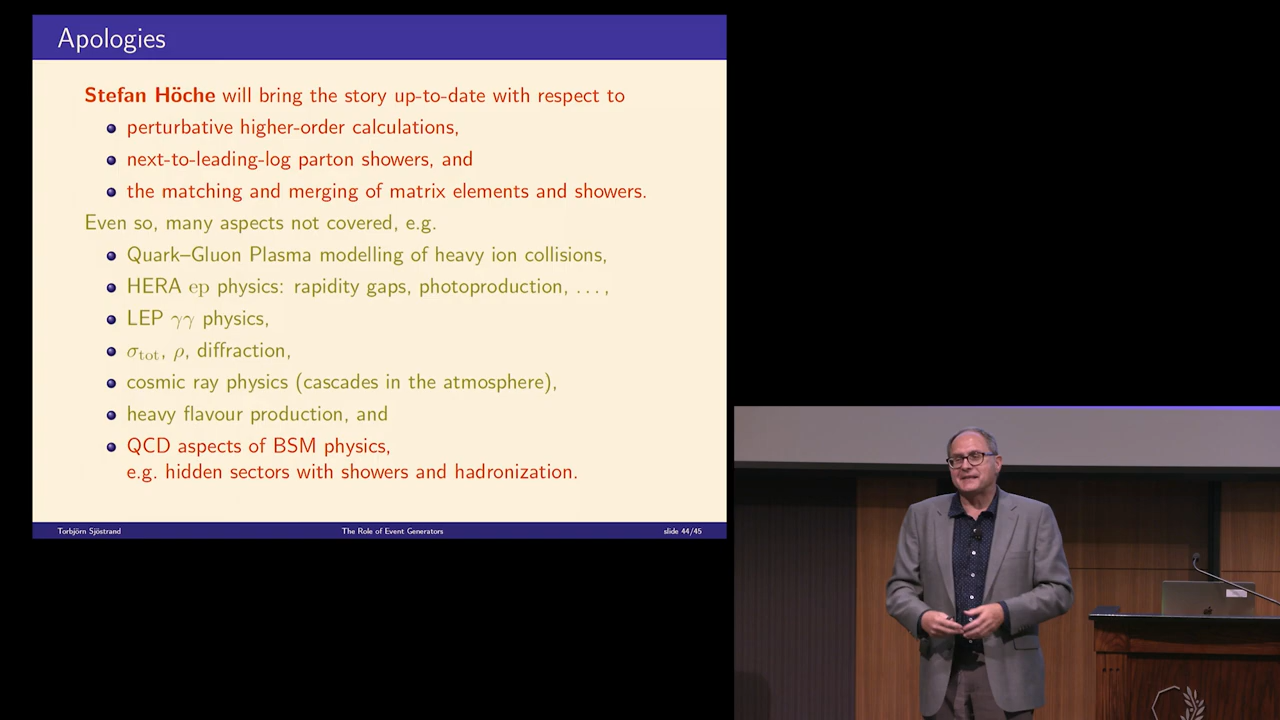 Apologies
Stefan Höche will bring the story up-to-date with respect to
perturbative higher-order calculations,
next-to-leading-log parton showers, and
the matching and merging of matrix elements and showers.
Even so, many aspects not covered, e.g.
Quark–Gluon Plasma modelling of heavy ion collisions,
HERA ep physics: rapidity gaps, photoproduction, . . . ,
LEP γγ physics,
σtot, ρ, diffraction,
cosmic ray physics (cascades in the atmosphere),
heavy flavour production, and
QCD aspects of BSM physics,
e.g. hidden sectors with showers and hadronization.
Torbjörn Sjöstrand
The Role of Event Generators
slide 44/45